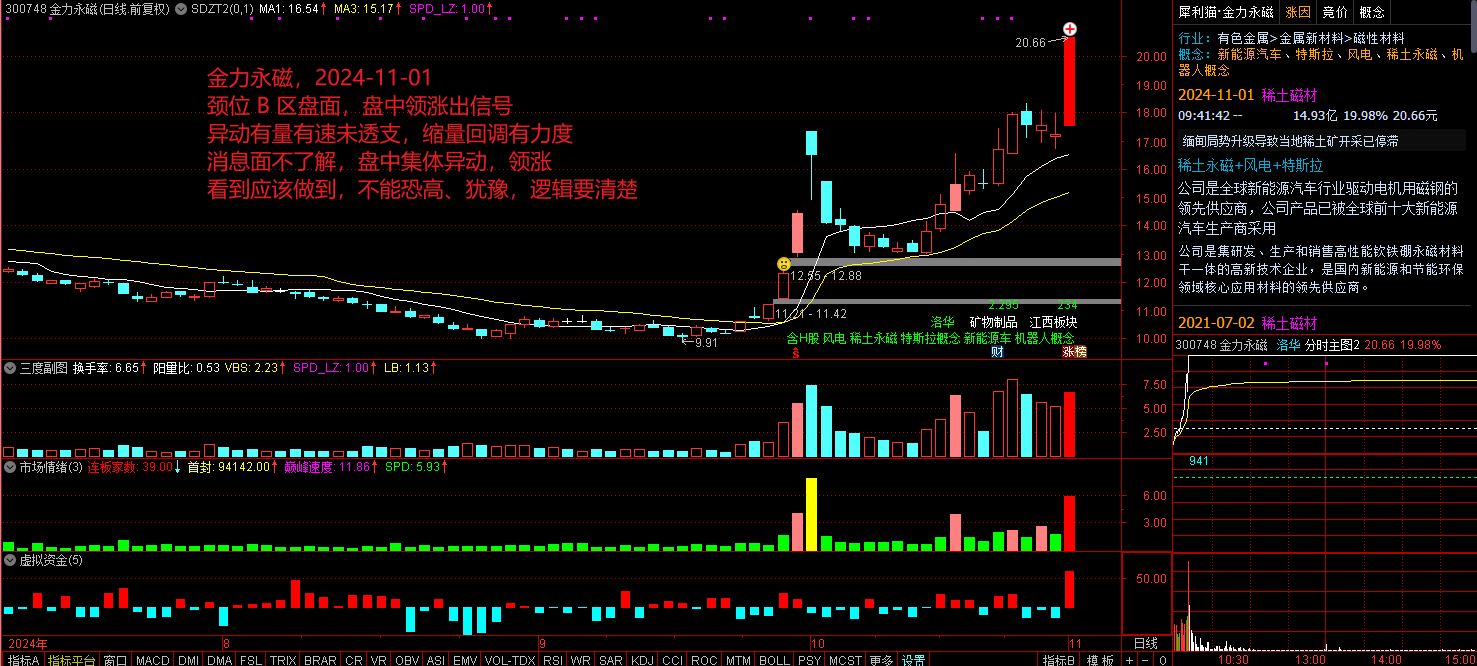 300748 金力永磁(日线.前复权) SDZT2(0,1) MA1: 16.54↑ MA3: 15.17↑ SPD_LZ: 1.00↑
金力永磁，2024-11-01
颈位 B 区盘面，盘中领涨出信号
异动有量有速未透支，缩量回调有力度
消息面不了解，盘中集体异动，领涨
看到应该做到，不能恐高、犹豫，逻辑要清楚
20.66
20.00
19.00
18.00
17.00
16.00
15.00
14.00
13.00
12.00
11.00
10.00
12.55 - 12.88
11.21 - 11.42
9.91
2.295 234
洛华 矿物制品 江西板块
含H股 风电 稀土永磁 特斯拉概念 新能源车 机器人概念
财 涨榜
三度副图 换手率: 6.65↑ 阳量比: 0.53 VBS: 2.23↑ SPD_LZ: 1.00↑ LB: 1.13↑
7.50
5.00
2.50
市场情绪(3) 连板家数: 39.00↓ 首封: 94142.00↑ 巅峰速度: 11.86↑ SPD: 5.93↑
6.00
3.00
虚拟资金(5)
50.00
2024年 8 9 10 11 日线
指标A 指标平台 窗口 MACD DMI DMA FSL TRIX BRAR CR VR OBV ASI EMV VOL-TDX RSI WR SAR KDJ CCI ROC MTM BOLL PSY MCST 更多 设置 指标B 模板 + − 0
犀利猫·金力永磁 涨因 竞价 概念
行业: 有色金属>金属新材料>磁性材料
概念: 新能源汽车、特斯拉、风电、稀土永磁、机
器人概念
2024-11-01 稀土磁材
09:41:42 -- 14.93亿 19.98% 20.66元
缅甸局势升级导致当地稀土矿开采已停滞
稀土永磁+风电+特斯拉
公司是全球新能源汽车行业驱动电机用磁钢的
领先供应商，公司产品已被全球前十大新能源
汽车生产商采用
公司是集研发、生产和销售高性能钕铁硼永磁材料
于一体的高新技术企业，是国内新能源和节能环保
领域核心应用材料的领先供应商。
2021-07-02 稀土磁材
300748 金力永磁 洛华 分时主图2 20.66 19.98%
941
10:30 13:00 14:00 15:00